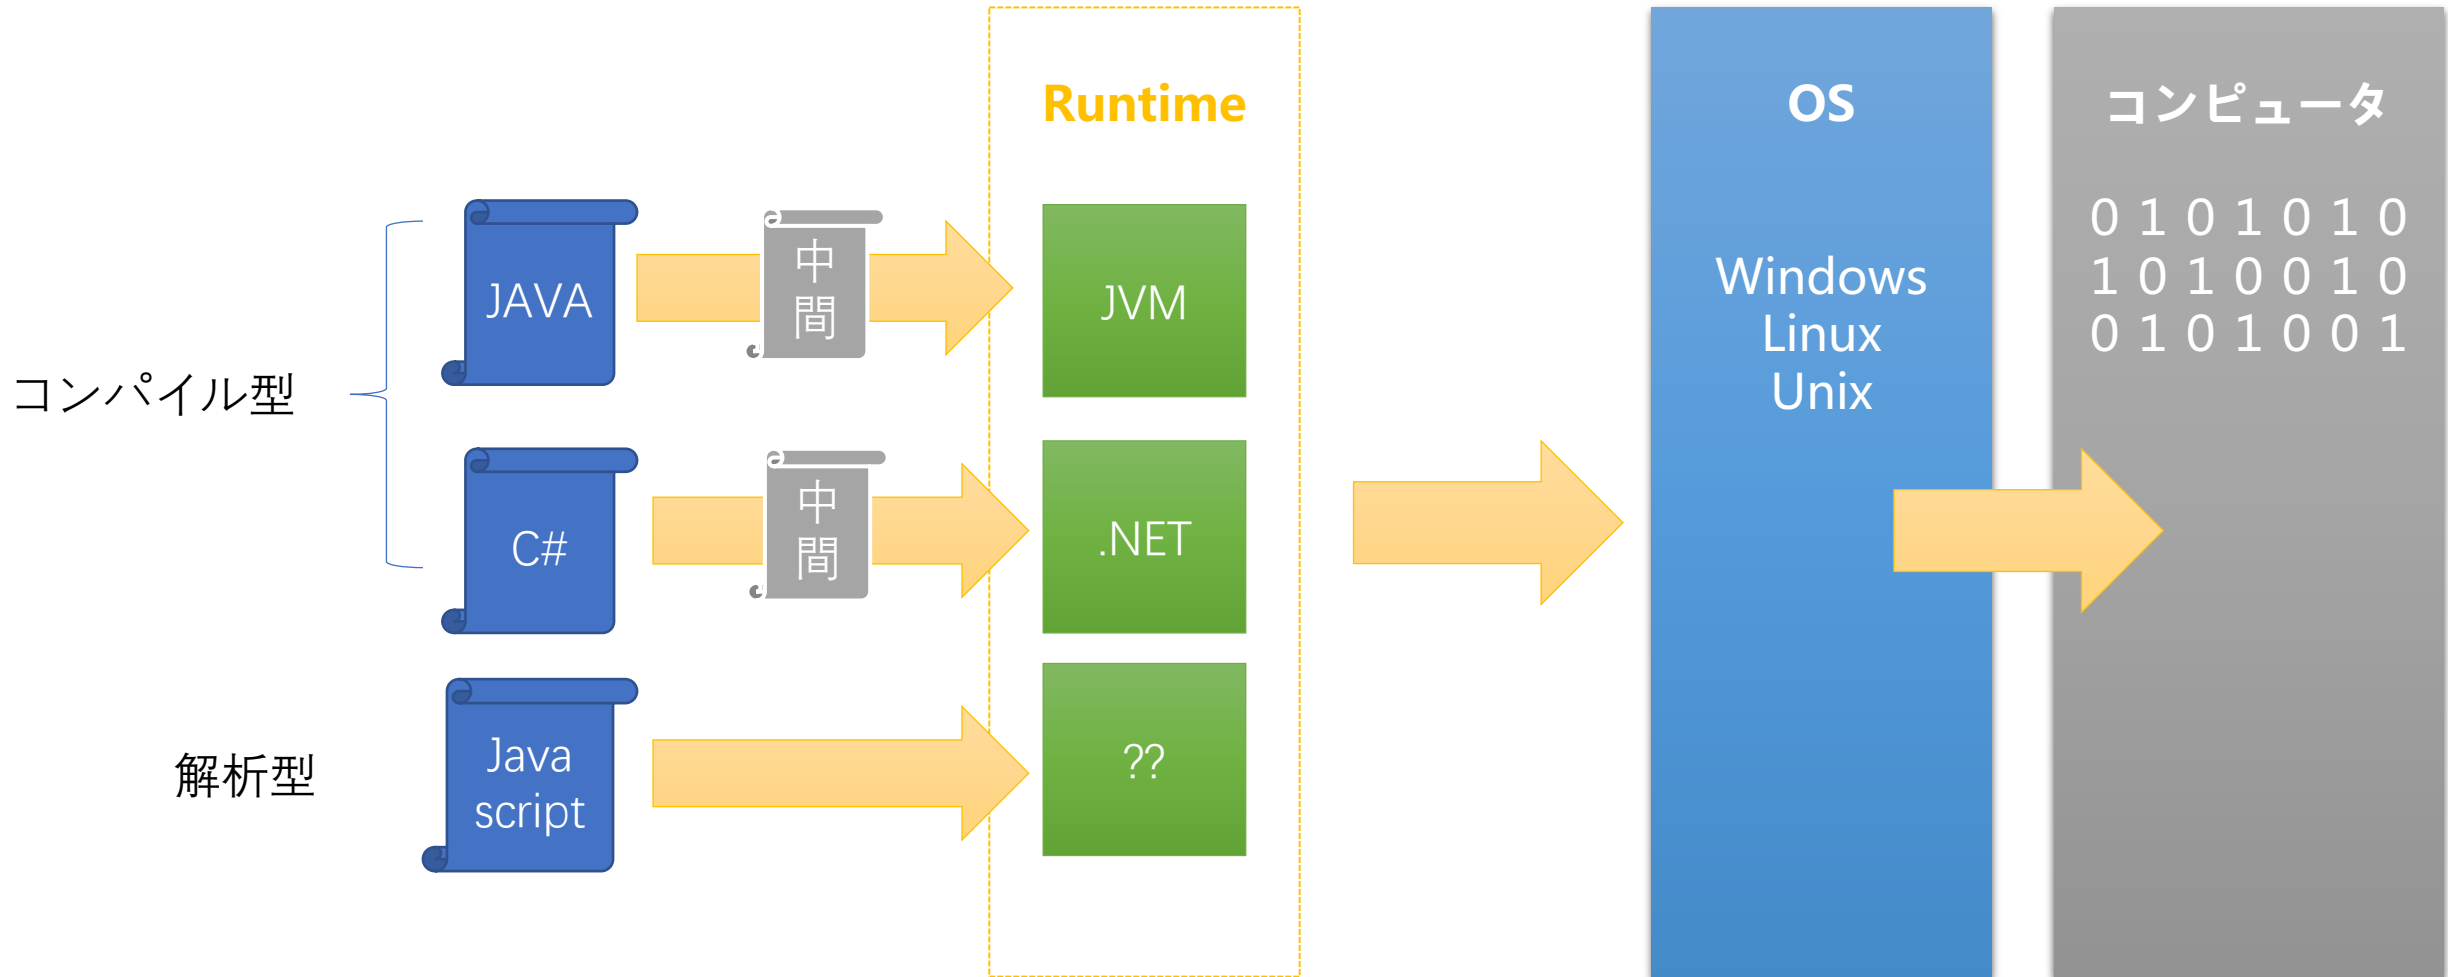 Runtime
OS
コンピュータ
コンパイル型
JAVA
中
間
JVM
C#
中
間
.NET
解析型
Java
script
??
Windows
Linux
Unix
0 1 0 1 0 1 0
1 0 1 0 0 1 0
0 1 0 1 0 0 1